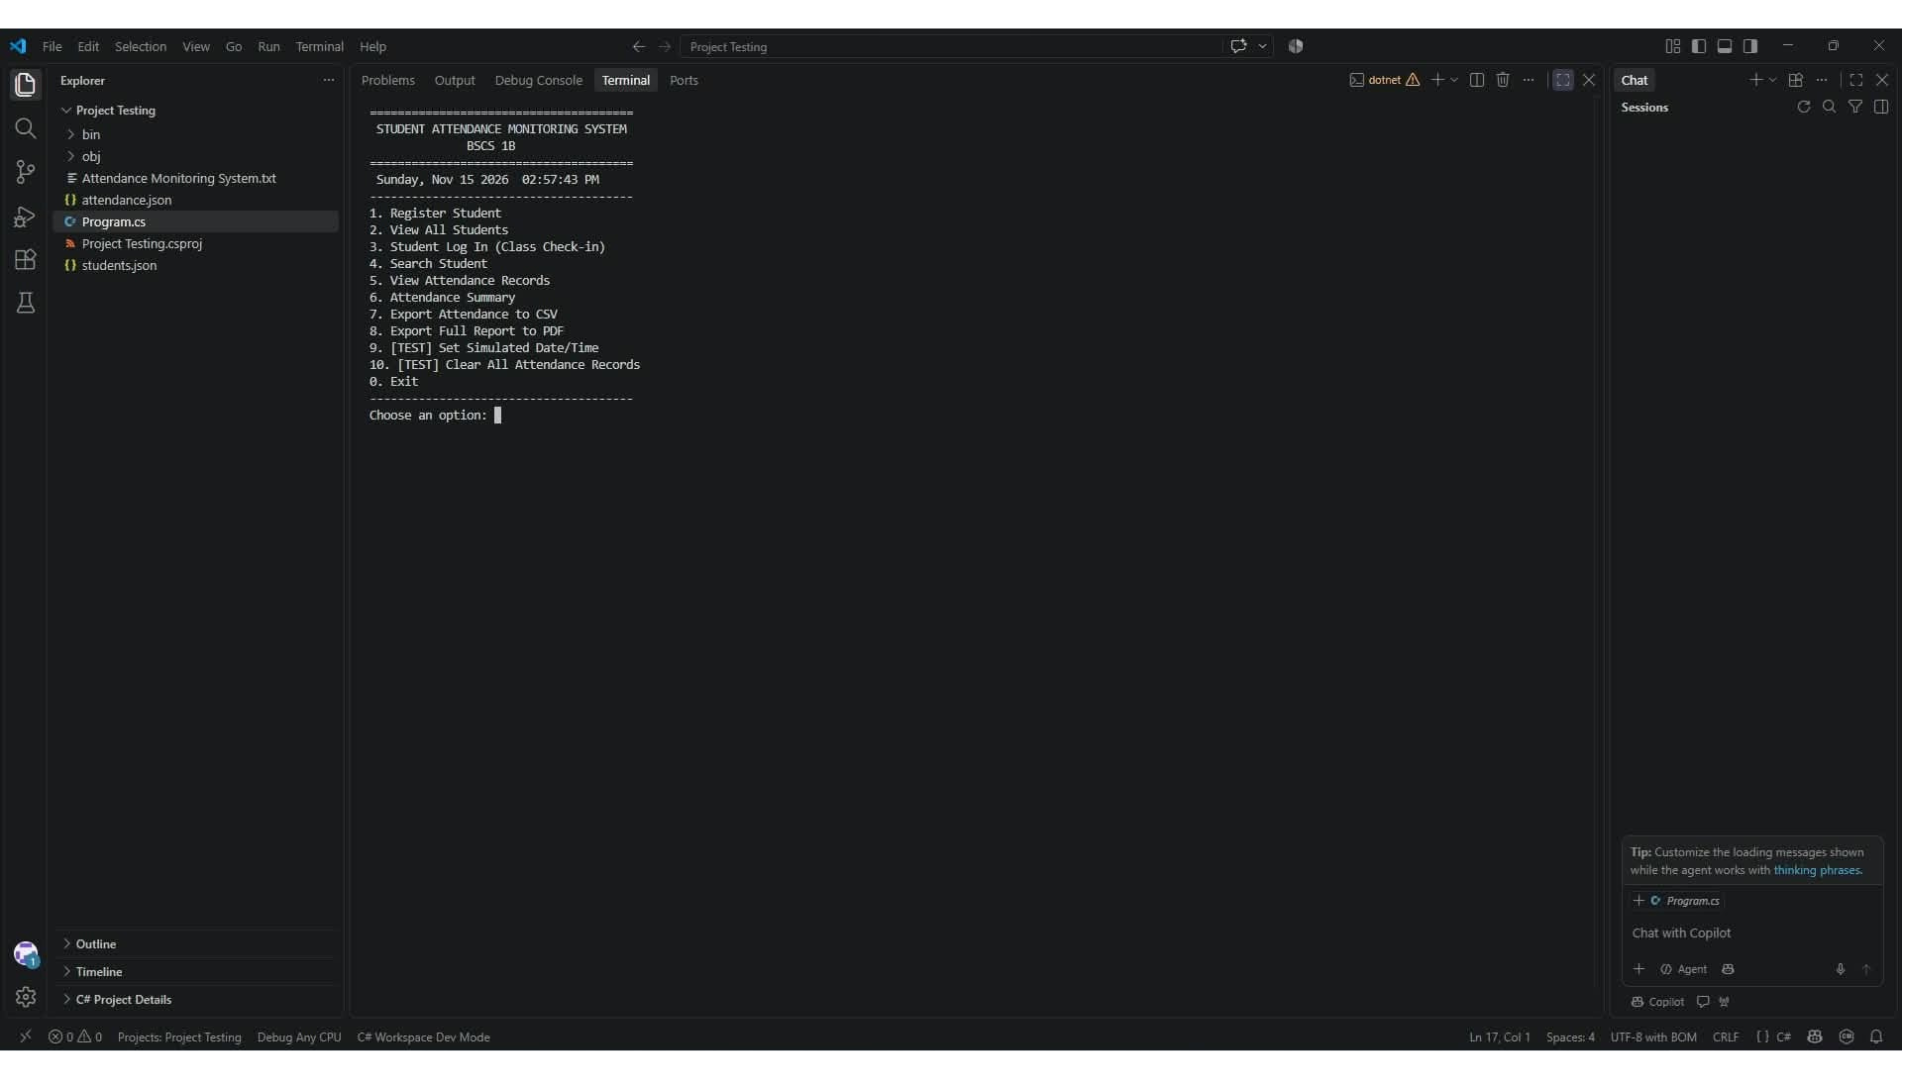 File Edit Selection View Go Run Terminal Help
Project Testing
Explorer
Project Testing
bin
obj
Attendance Monitoring System.txt
attendance.json
Program.cs
Project Testing.csproj
students.json
Outline
Timeline
C# Project Details
Problems Output Debug Console Terminal Ports
dotnet
======================================
STUDENT ATTENDANCE MONITORING SYSTEM
BSCS 1B
======================================
Sunday, Nov 15 2026 02:57:43 PM
--------------------------------------
1. Register Student
2. View All Students
3. Student Log In (Class Check-in)
4. Search Student
5. View Attendance Records
6. Attendance Summary
7. Export Attendance to CSV
8. Export Full Report to PDF
9. [TEST] Set Simulated Date/Time
10. [TEST] Clear All Attendance Records
0. Exit
--------------------------------------
Choose an option:
Chat
Sessions
Tip: Customize the loading messages shown
while the agent works with thinking phrases.
Program.cs
Chat with Copilot
Agent
Copilot
1
0 0 Projects: Project Testing Debug Any CPU C# Workspace Dev Mode
Ln 17, Col 1 Spaces: 4 UTF-8 with BOM CRLF {} C#